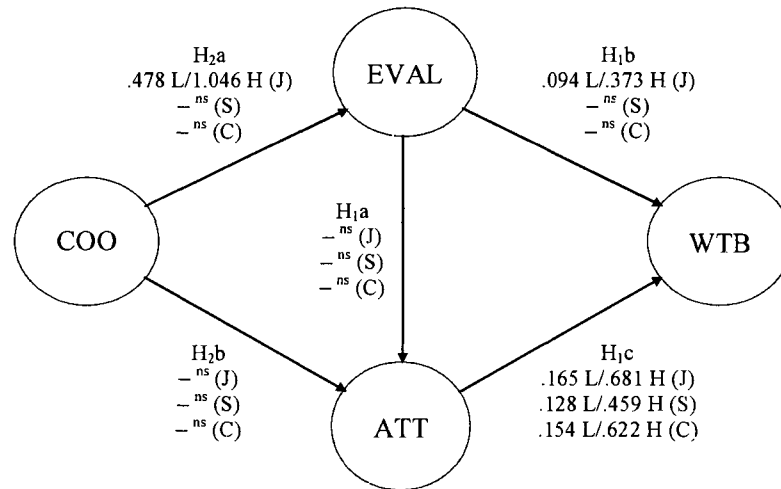 H₂a
.478 L/1.046 H (J)
– ns (S)
– ns (C)
EVAL
H₁b
.094 L/.373 H (J)
– ns (S)
– ns (C)
COO
H₁a
– ns (J)
– ns (S)
– ns (C)
WTB
H₂b
– ns (J)
– ns (S)
– ns (C)
ATT
H₁c
.165 L/.681 H (J)
.128 L/.459 H (S)
.154 L/.622 H (C)